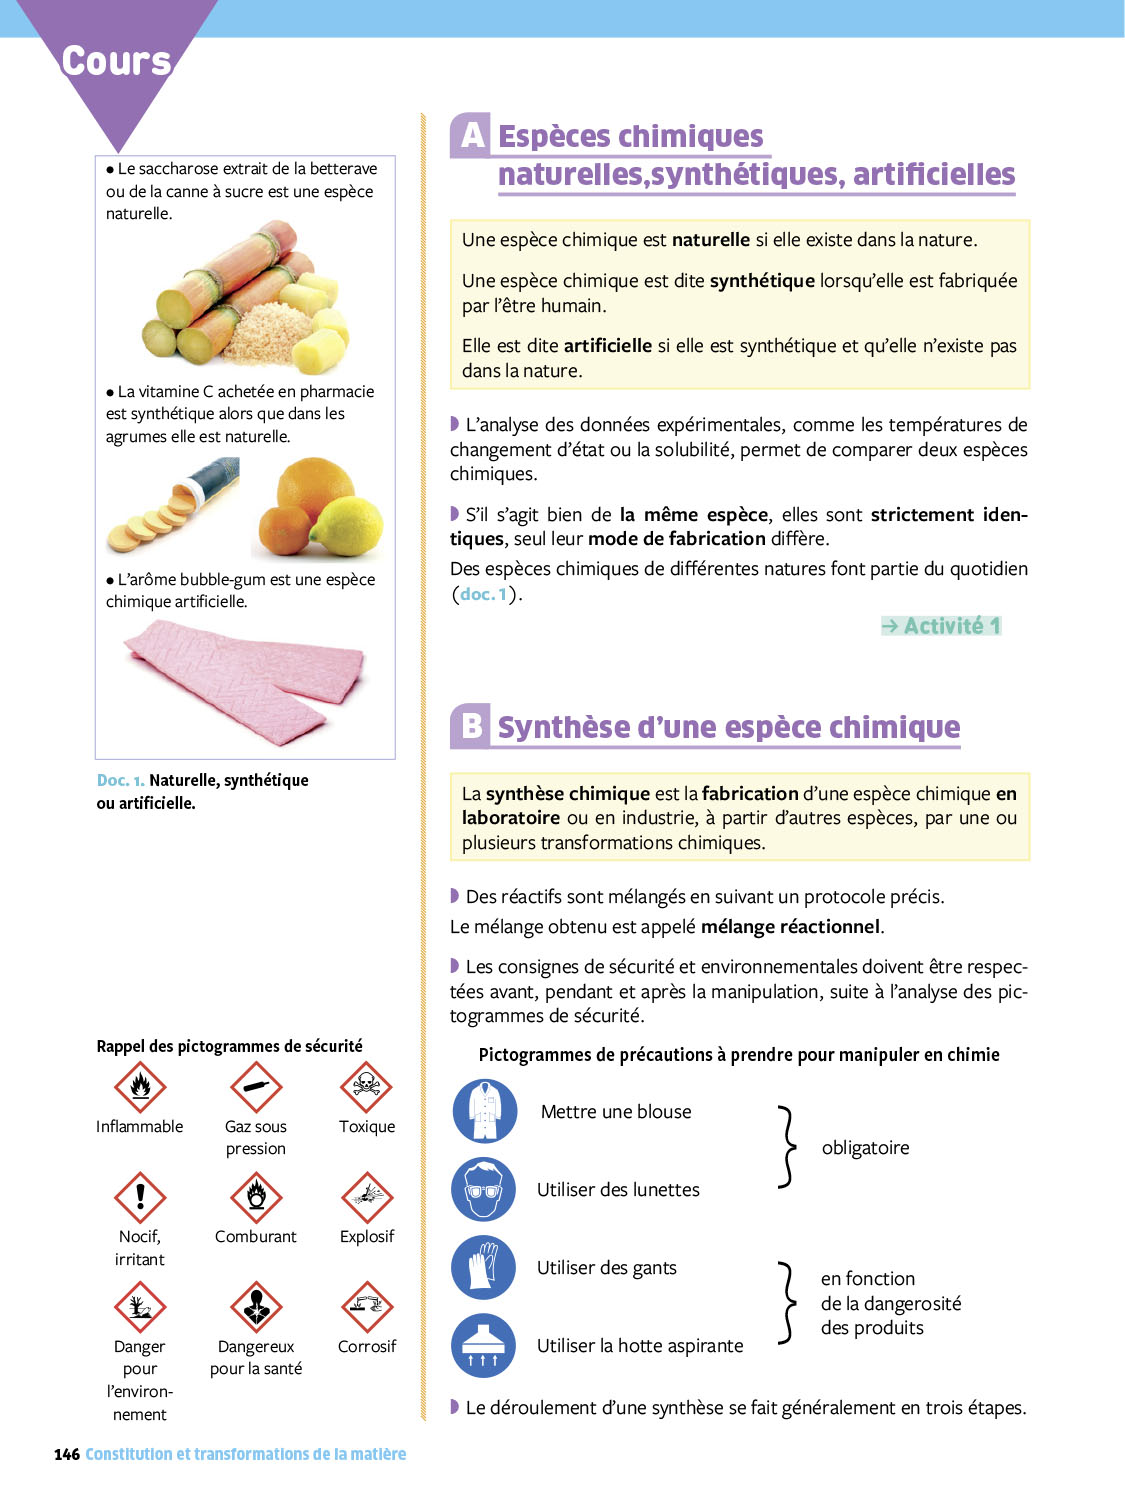 Cours
● Le saccharose extrait de la betterave
ou de la canne à sucre est une espèce
naturelle.
● La vitamine C achetée en pharmacie
est synthétique alors que dans les
agrumes elle est naturelle.
● L'arôme bubble-gum est une espèce
chimique artificielle.
Doc. 1. Naturelle, synthétique
ou artificielle.
Rappel des pictogrammes de sécurité
Inflammable
Gaz sous
pression
Toxique
Nocif,
irritant
Comburant
Explosif
Danger
pour
l'environ-
nement
Dangereux
pour la santé
Corrosif
A Espèces chimiques
naturelles,synthétiques, artificielles
Une espèce chimique est naturelle si elle existe dans la nature.
Une espèce chimique est dite synthétique lorsqu'elle est fabriquée
par l'être humain.
Elle est dite artificielle si elle est synthétique et qu'elle n'existe pas
dans la nature.
◗ L'analyse des données expérimentales, comme les températures de
changement d'état ou la solubilité, permet de comparer deux espèces
chimiques.
◗ S'il s'agit bien de la même espèce, elles sont strictement iden-
tiques, seul leur mode de fabrication diffère.
Des espèces chimiques de différentes natures font partie du quotidien
(doc. 1).
→ Activité 1
B Synthèse d'une espèce chimique
La synthèse chimique est la fabrication d'une espèce chimique en
laboratoire ou en industrie, à partir d'autres espèces, par une ou
plusieurs transformations chimiques.
◗ Des réactifs sont mélangés en suivant un protocole précis.
Le mélange obtenu est appelé mélange réactionnel.
◗ Les consignes de sécurité et environnementales doivent être respec-
tées avant, pendant et après la manipulation, suite à l'analyse des pic-
togrammes de sécurité.
Pictogrammes de précautions à prendre pour manipuler en chimie
Mettre une blouse
Utiliser des lunettes
obligatoire
Utiliser des gants
Utiliser la hotte aspirante
en fonction
de la dangerosité
des produits
◗ Le déroulement d'une synthèse se fait généralement en trois étapes.
146 Constitution et transformations de la matière